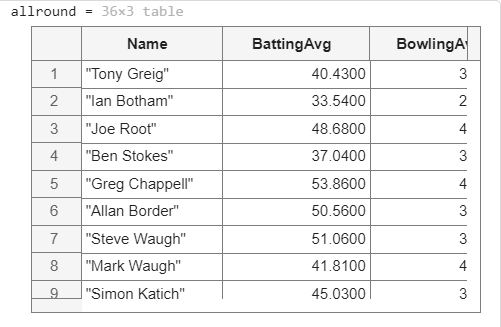 allround = 36×3 table
Name BattingAvg BowlingAv
1 "Tony Greig" 40.4300 3
2 "Ian Botham" 33.5400 2
3 "Joe Root" 48.6800 4
4 "Ben Stokes" 37.0400 3
5 "Greg Chappell" 53.8600 4
6 "Allan Border" 50.5600 3
7 "Steve Waugh" 51.0600 3
8 "Mark Waugh" 41.8100 4
9 "Simon Katich" 45.0300 3